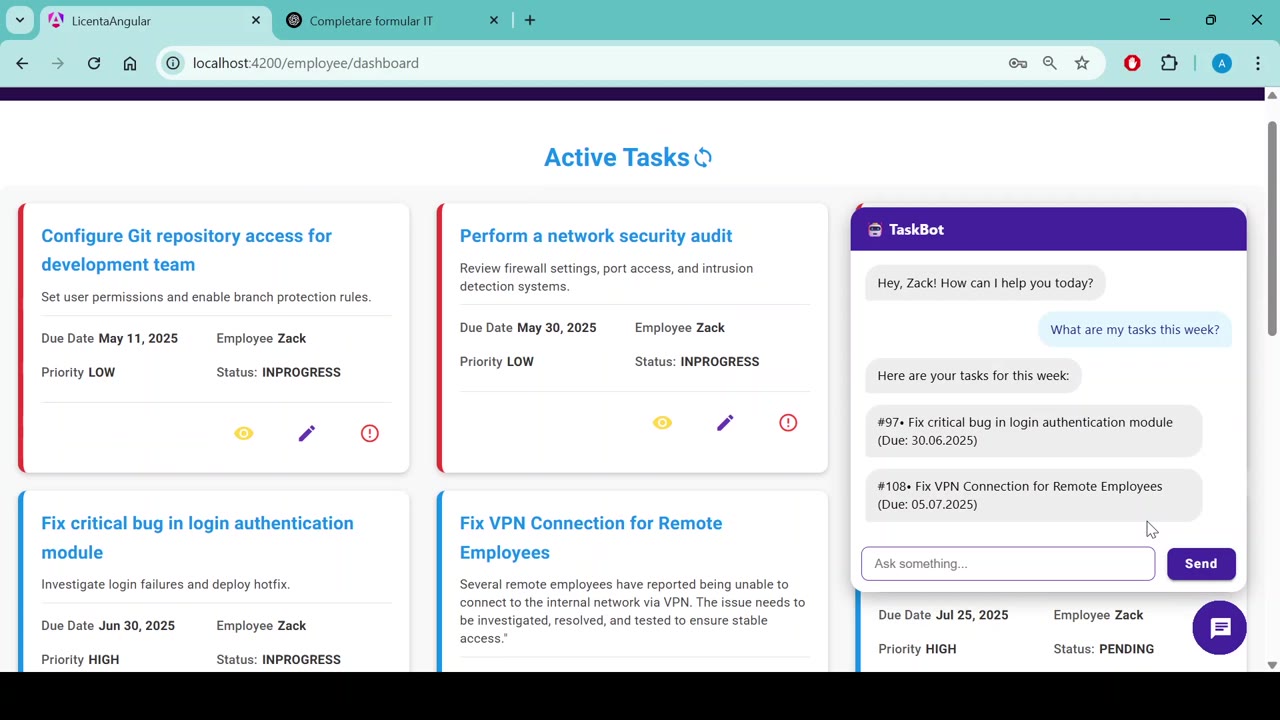 LicentaAngular
Completare formular IT
localhost:4200/employee/dashboard
A
Active Tasks
Configure Git repository access for
development team
Set user permissions and enable branch protection rules.
Due Date May 11, 2025
Employee Zack
Priority LOW
Status: INPROGRESS
Perform a network security audit
Review firewall settings, port access, and intrusion
detection systems.
Due Date May 30, 2025
Employee Zack
Priority LOW
Status: INPROGRESS
Fix critical bug in login authentication
module
Investigate login failures and deploy hotfix.
Due Date Jun 30, 2025
Employee Zack
Priority HIGH
Status: INPROGRESS
Fix VPN Connection for Remote
Employees
Several remote employees have reported being unable to
connect to the internal network via VPN. The issue needs to
be investigated, resolved, and tested to ensure stable
access."
Due Date Jul 25, 2025
Employee Zack
Priority HIGH
Status: PENDING
TaskBot
Hey, Zack! How can I help you today?
What are my tasks this week?
Here are your tasks for this week:
#97• Fix critical bug in login authentication module
(Due: 30.06.2025)
#108• Fix VPN Connection for Remote Employees
(Due: 05.07.2025)
Ask something...
Send